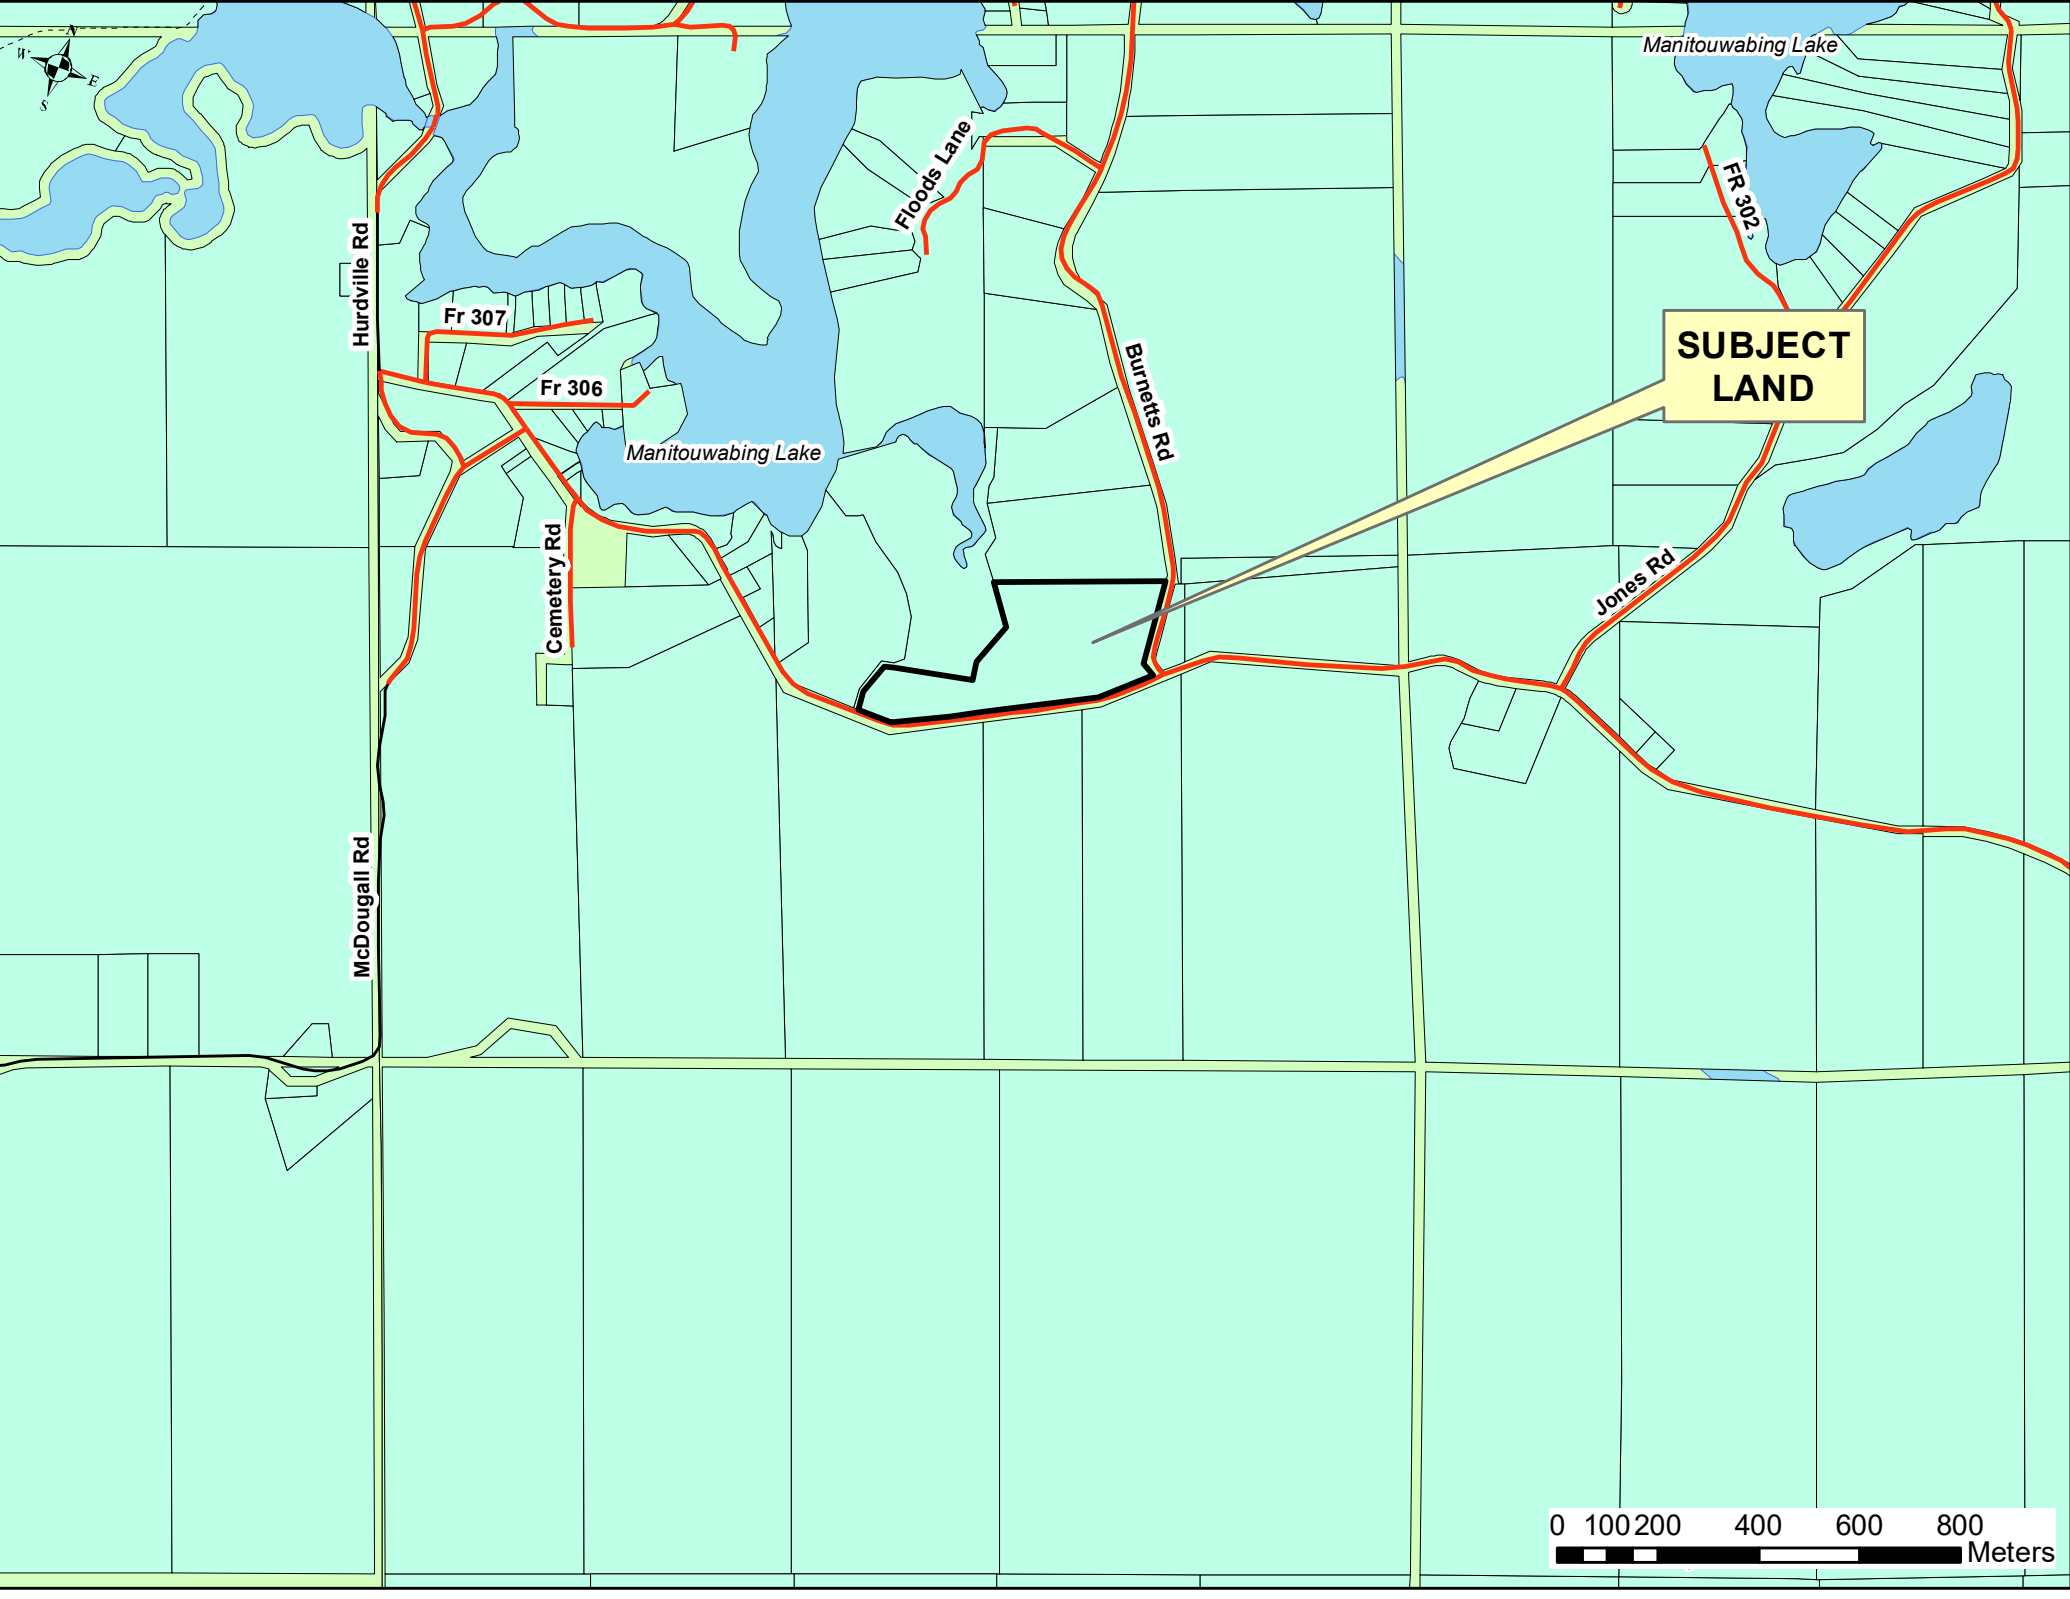 N
W
E
S
Manitouwabing Lake
Floods Lane
FR 302
Hurdville Rd
Fr 307
SUBJECT
LAND
Burnetts Rd
Fr 306
Manitouwabing Lake
Cemetery Rd
Jones Rd
McDougall Rd
0 100 200 400 600 800
Meters